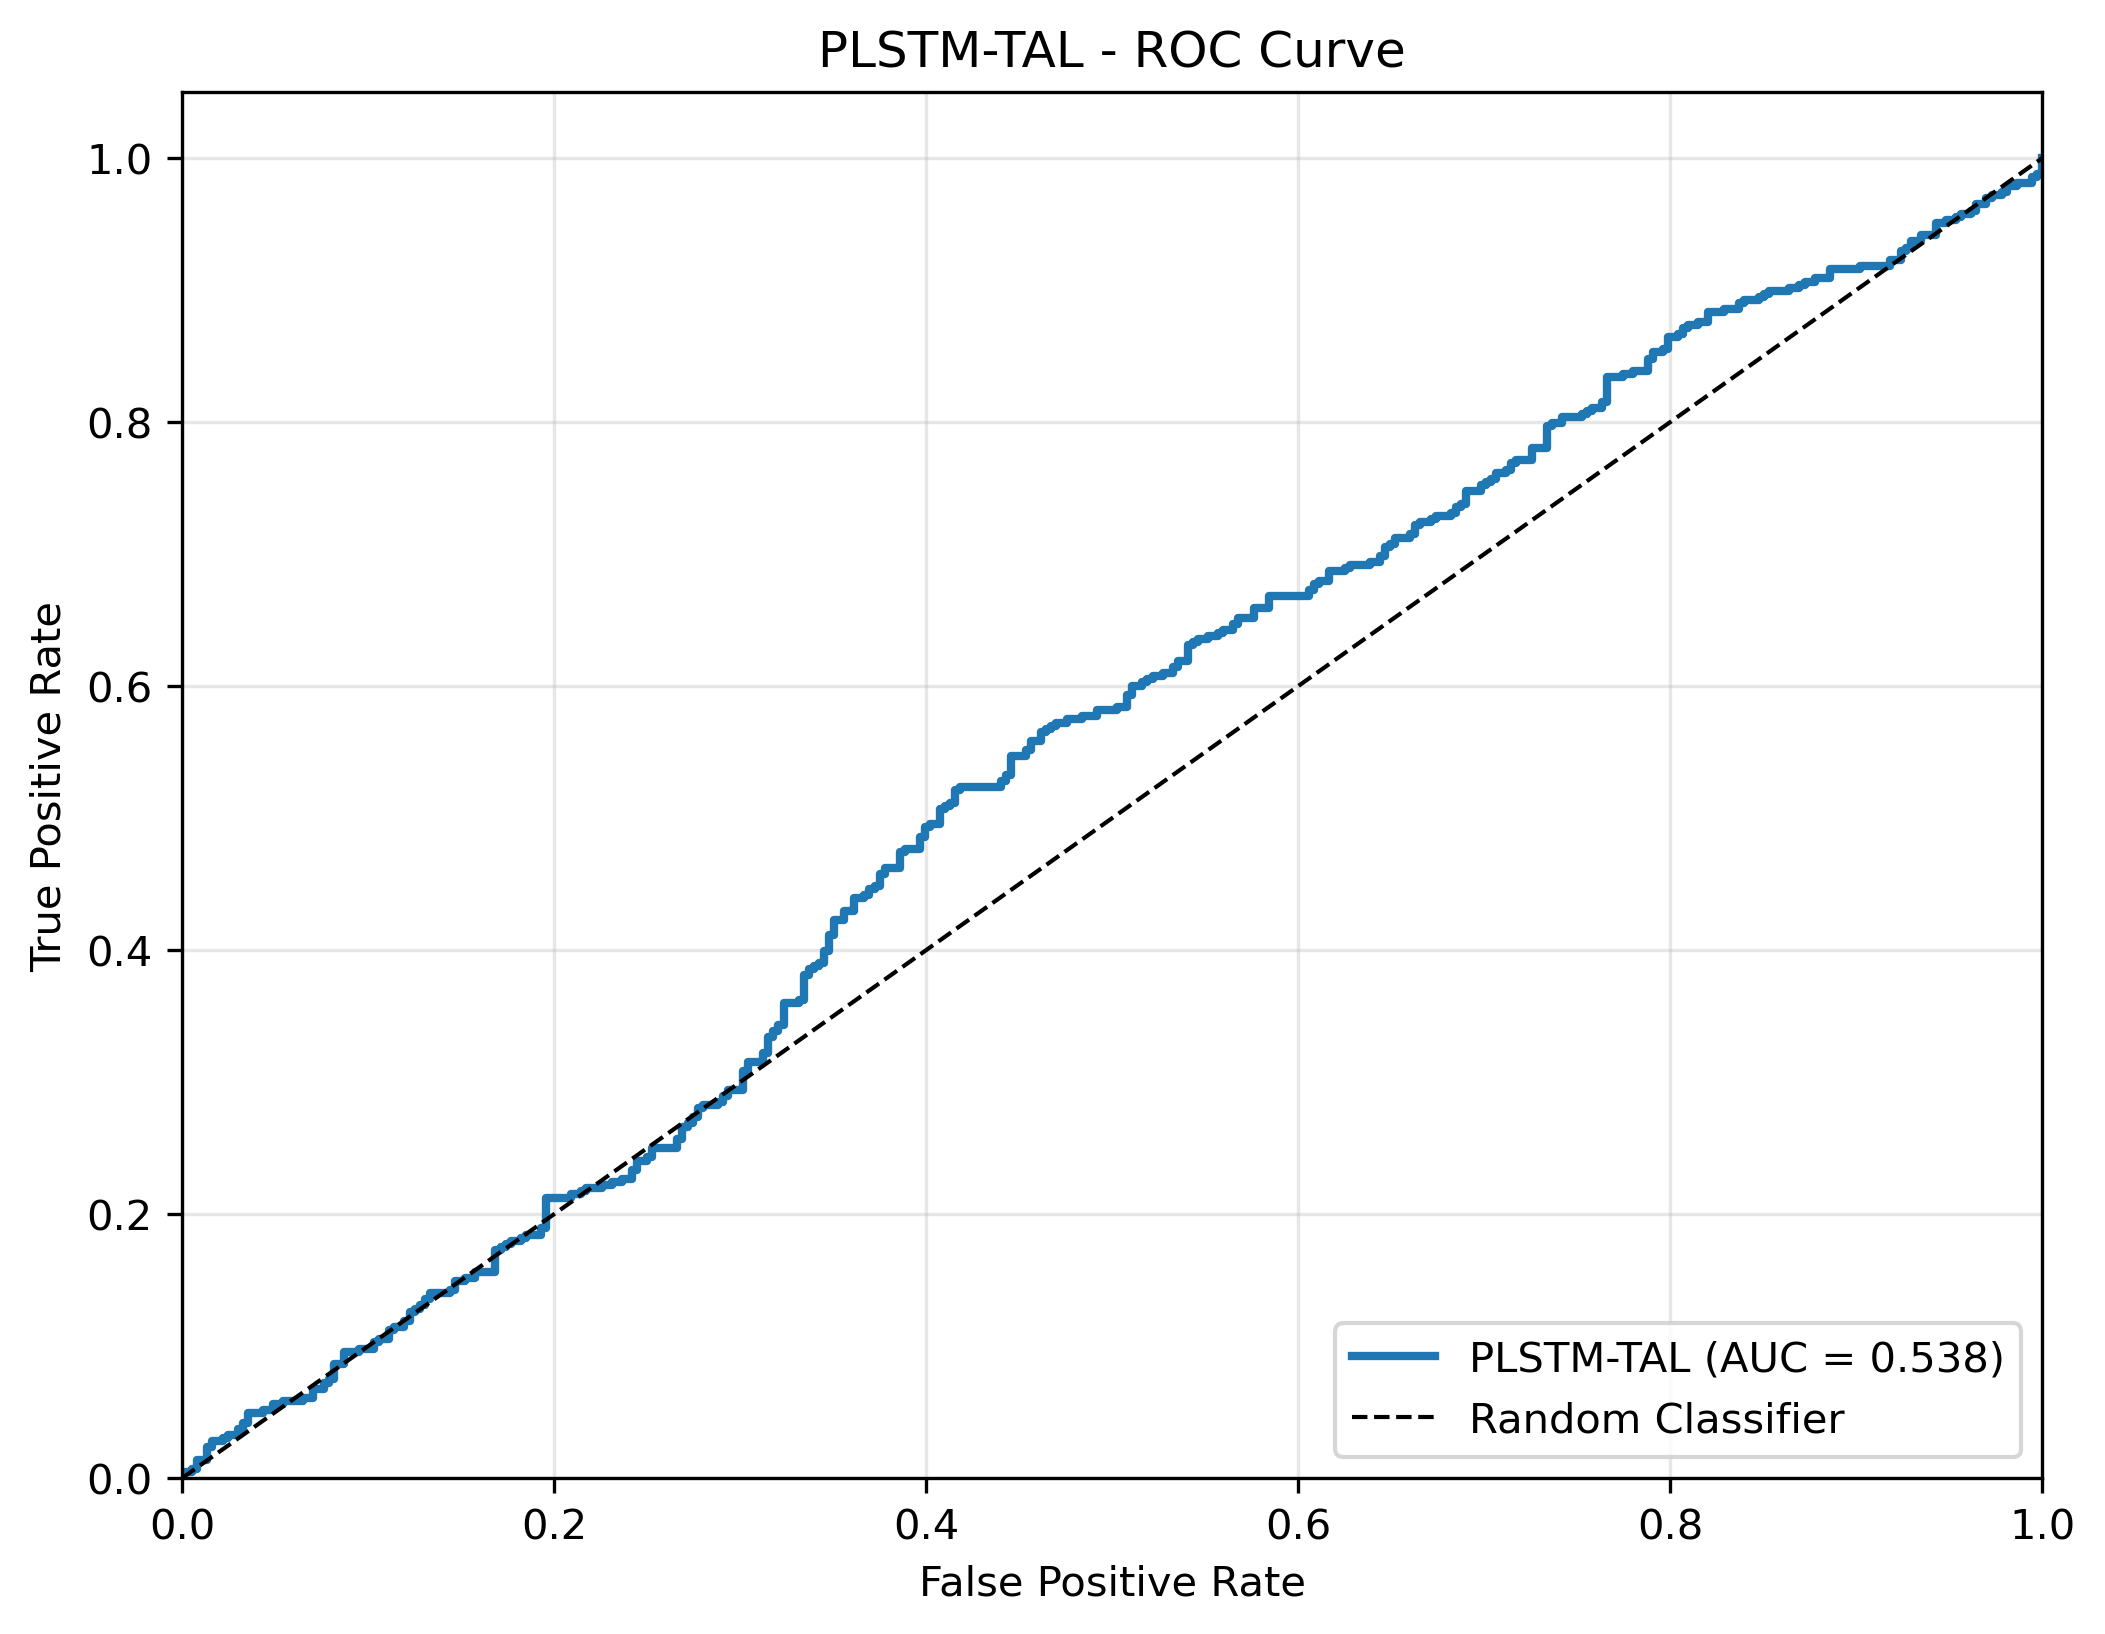 PLSTM-TAL - ROC Curve
True Positive Rate
1.0
0.8
0.6
0.4
0.2
0.0
0.0 0.2 0.4 0.6 0.8 1.0
False Positive Rate
PLSTM-TAL (AUC = 0.538)
Random Classifier